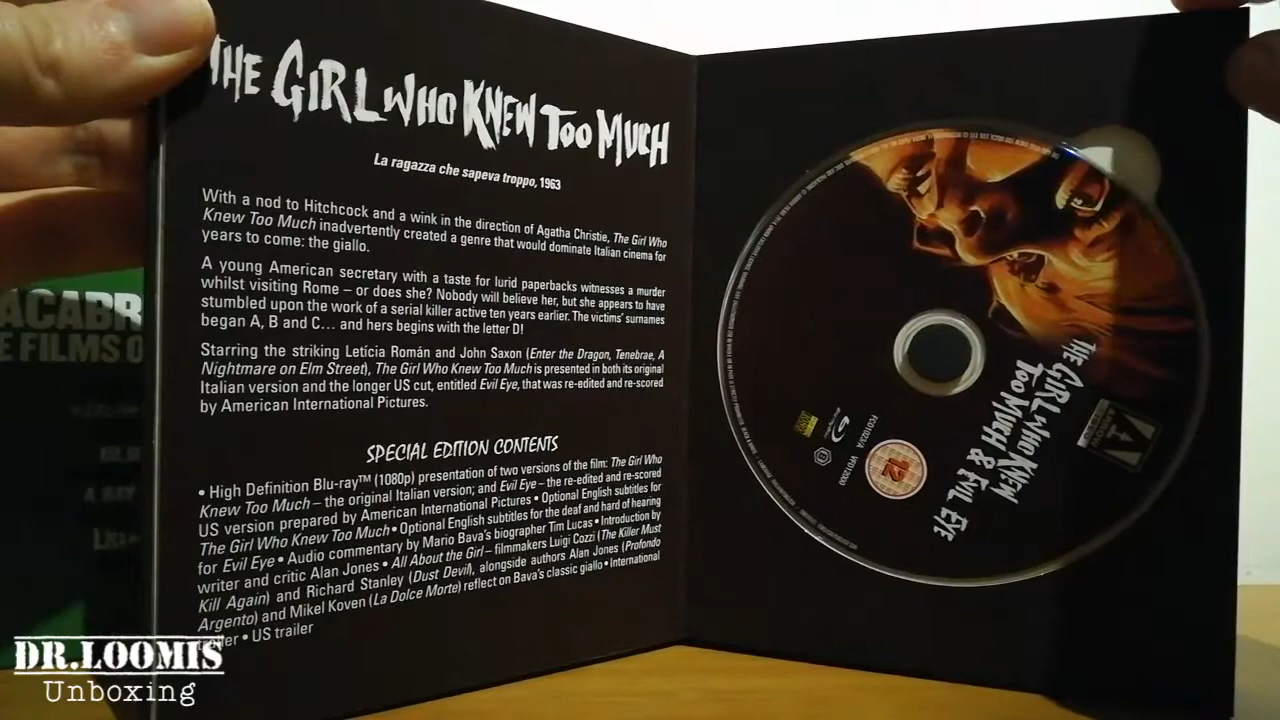 THE GIRL WHO KNEW TOO MUCH
La ragazza che sapeva troppo, 1963
With a nod to Hitchcock and a wink in the direction of Agatha Christie, The Girl Who
Knew Too Much inadvertently created a genre that would dominate Italian cinema for
years to come: the giallo.
A young American secretary with a taste for lurid paperbacks witnesses a murder
whilst visiting Rome – or does she? Nobody will believe her, but she appears to have
stumbled upon the work of a serial killer active ten years earlier. The victims' surnames
began A, B and C... and hers begins with the letter D!
Starring the striking Letícia Román and John Saxon (Enter the Dragon, Tenebrae, A
Nightmare on Elm Street), The Girl Who Knew Too Much is presented in both its original
Italian version and the longer US cut, entitled Evil Eye, that was re-edited and re-scored
by American International Pictures.
SPECIAL EDITION CONTENTS
• High Definition Blu-ray™ (1080p) presentation of two versions of the film: The Girl Who
Knew Too Much – the original Italian version; and Evil Eye – the re-edited and re-scored
US version prepared by American International Pictures • Optional English subtitles for
The Girl Who Knew Too Much • Optional English subtitles for the deaf and hard of hearing
for Evil Eye • Audio commentary by Mario Bava's biographer Tim Lucas • Introduction by
writer and critic Alan Jones • All About the Girl – filmmakers Luigi Cozzi (The Killer Must
Kill Again) and Richard Stanley (Dust Devil), alongside authors Alan Jones (Profondo
Argento) and Mikel Koven (La Dolce Morte) reflect on Bava's classic giallo • International
trailer • US trailer
THE GIRL WHO KNEW
TOO MUCH & EVIL EYE
ARROW
12
FCD1023/A
Blu-ray
ACABR
E FILMS O
DR.LOOMIS
Unboxing